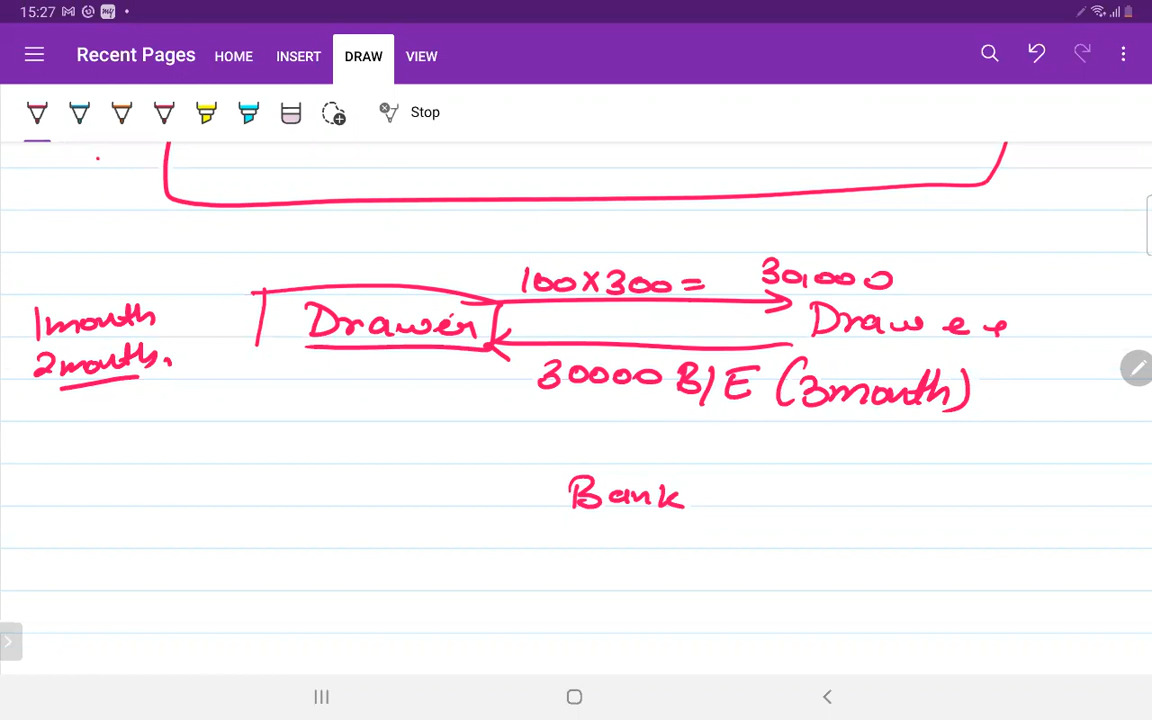 15:27
Recent Pages HOME INSERT DRAW VIEW
Stop
100×300= 30,000
1month Drawer Drawee
2month.
30000 B/E (3month)
Bank